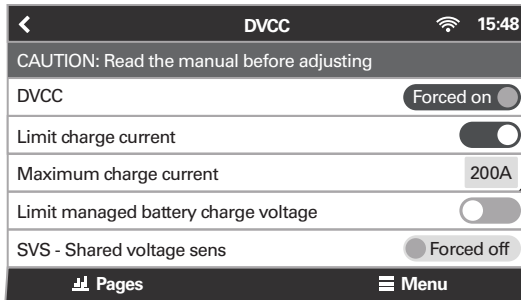 DVCC 15:48
CAUTION: Read the manual before adjusting
DVCC Forced on
Limit charge current
Maximum charge current 200A
Limit managed battery charge voltage
SVS - Shared voltage sens Forced off
Pages Menu